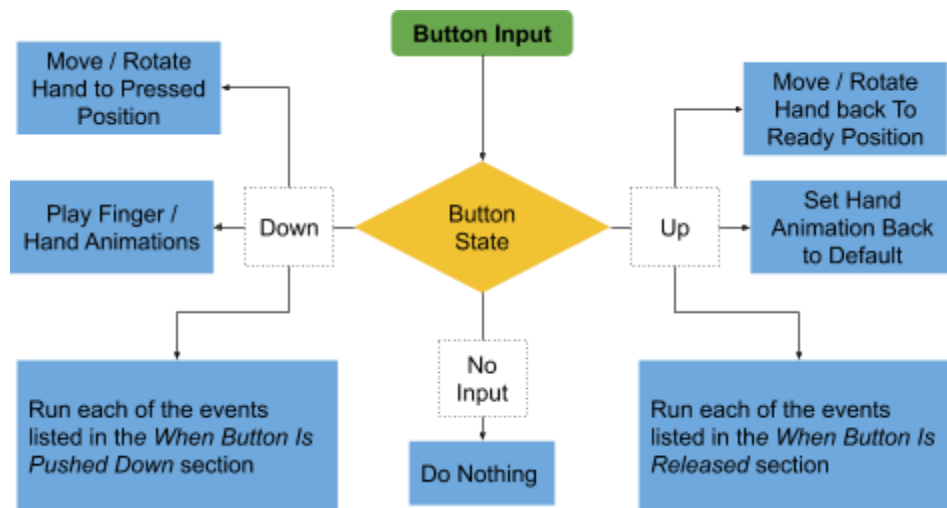 Button Input
Move / Rotate
Hand to Pressed
Position
Move / Rotate
Hand back To
Ready Position
Play Finger /
Hand Animations
Down
Button
State
Up
Set Hand
Animation Back
to Default
No
Input
Run each of the events
listed in the When Button Is
Pushed Down section
Do Nothing
Run each of the events
listed in the When Button Is
Released section